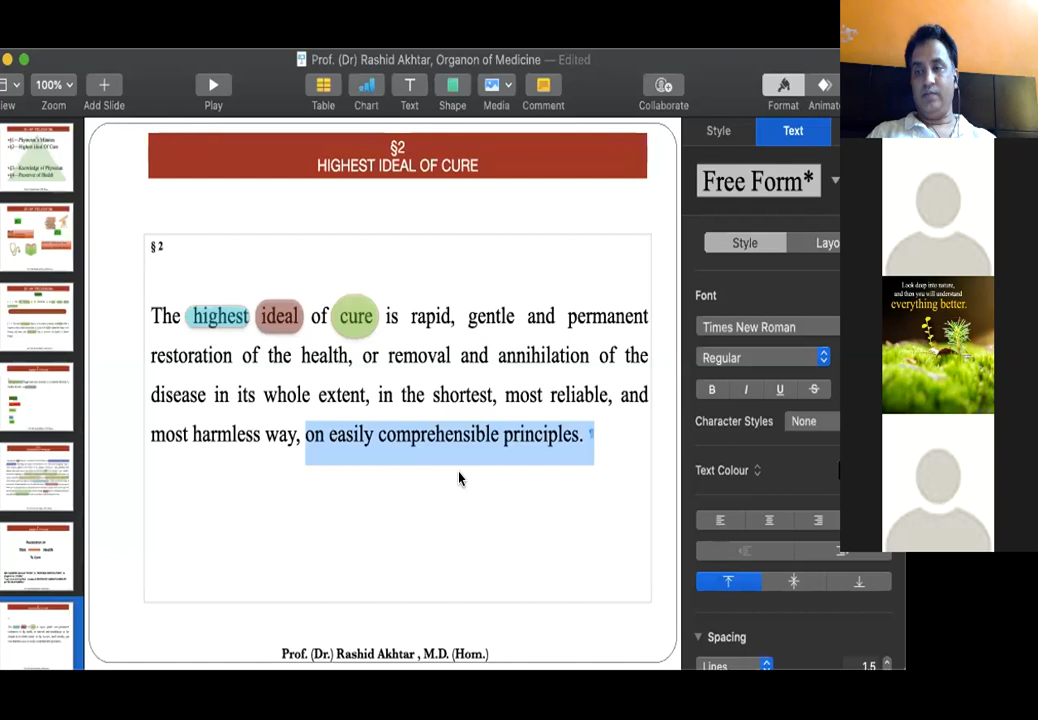 Prof. (Dr) Rashid Akhtar, Organon of Medicine — Edited
100%
Zoom
Add Slide
Play
Table
Chart
Text
Shape
Media
Comment
Collaborate
Format
Animat
§2
HIGHEST IDEAL OF CURE
§ 2
The highest ideal of cure is rapid, gentle and permanent
restoration of the health, or removal and annihilation of the
disease in its whole extent, in the shortest, most reliable, and
most harmless way, on easily comprehensible principles. ¶
Prof. (Dr.) Rashid Akhtar , M.D. (Hom.)
Style
Text
Free Form*
Style
Layo
Font
Times New Roman
Regular
B I U S
Character Styles None
Text Colour
Spacing
Lines 1.5
Look deep into nature,
and then you will understand
everything better.